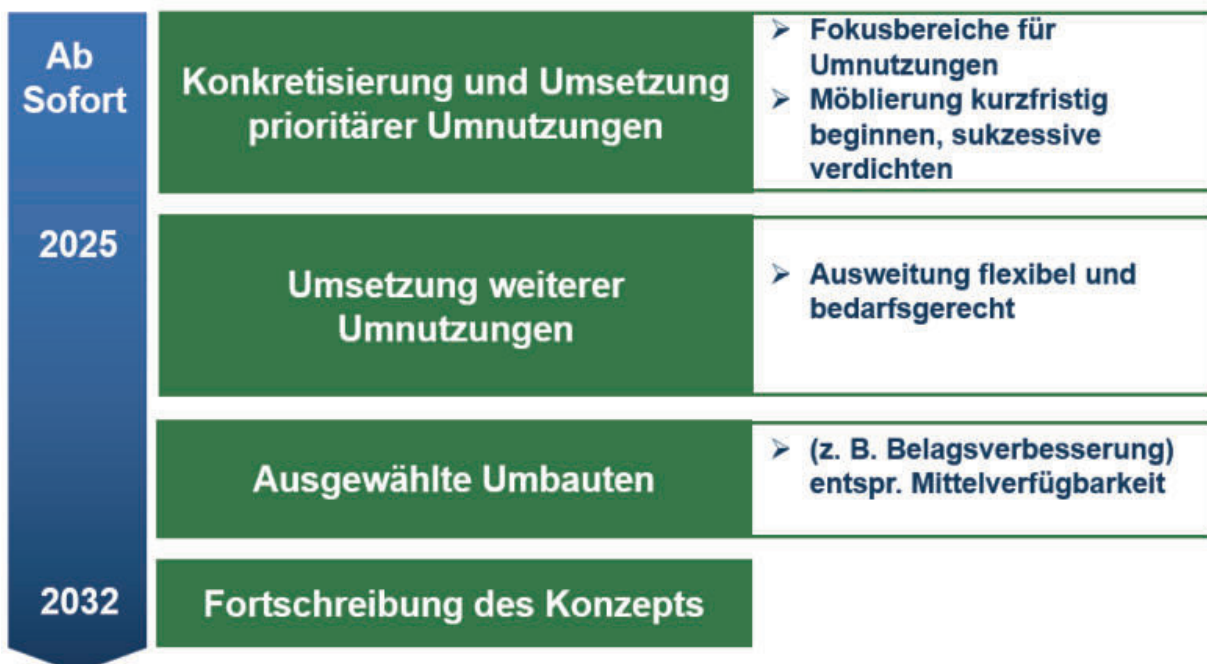 Ab
Sofort
Konkretisierung und Umsetzung
prioritärer Umnutzungen
➢ Fokusbereiche für
Umnutzungen
➢ Möblierung kurzfristig
beginnen, sukzessive
verdichten
2025
Umsetzung weiterer
Umnutzungen
➢ Ausweitung flexibel und
bedarfsgerecht
Ausgewählte Umbauten
➢ (z. B. Belagsverbesserung)
entspr. Mittelverfügbarkeit
2032
Fortschreibung des Konzepts